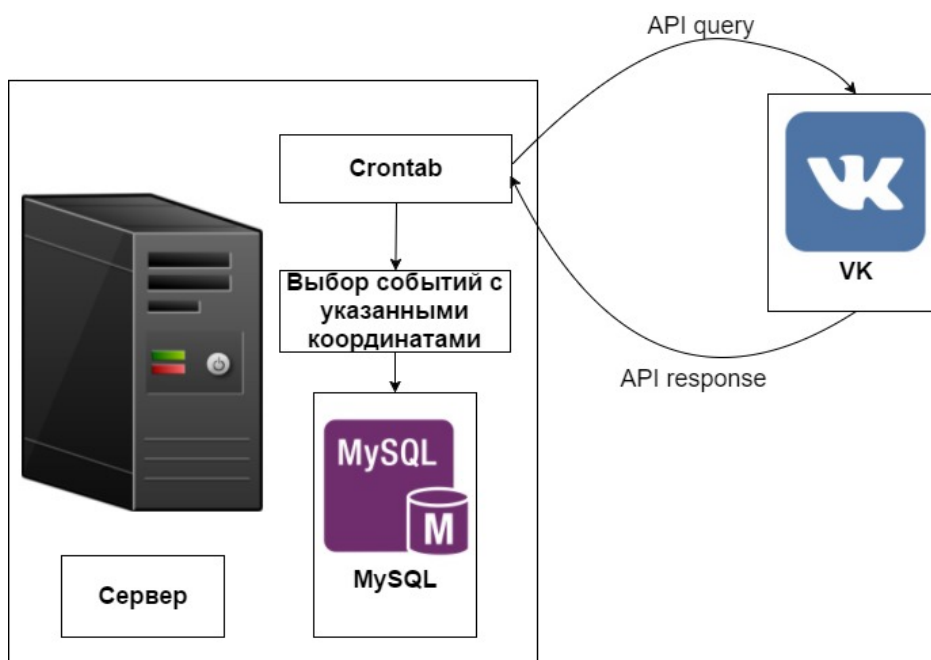 API query
Crontab
VK
Выбор событий с
указанными
координатами
API response
MySQL
M
MySQL
Сервер